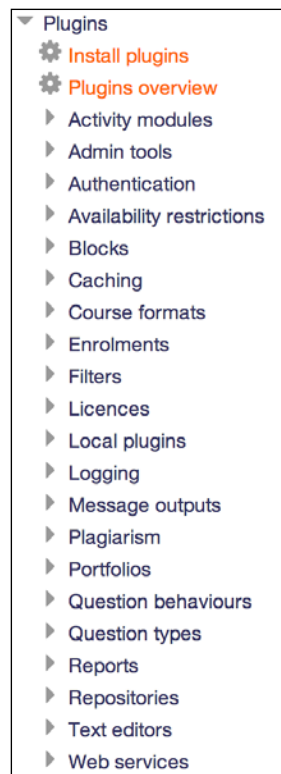 Plugins
Install plugins
Plugins overview
Activity modules
Admin tools
Authentication
Availability restrictions
Blocks
Caching
Course formats
Enrolments
Filters
Licences
Local plugins
Logging
Message outputs
Plagiarism
Portfolios
Question behaviours
Question types
Reports
Repositories
Text editors
Web services